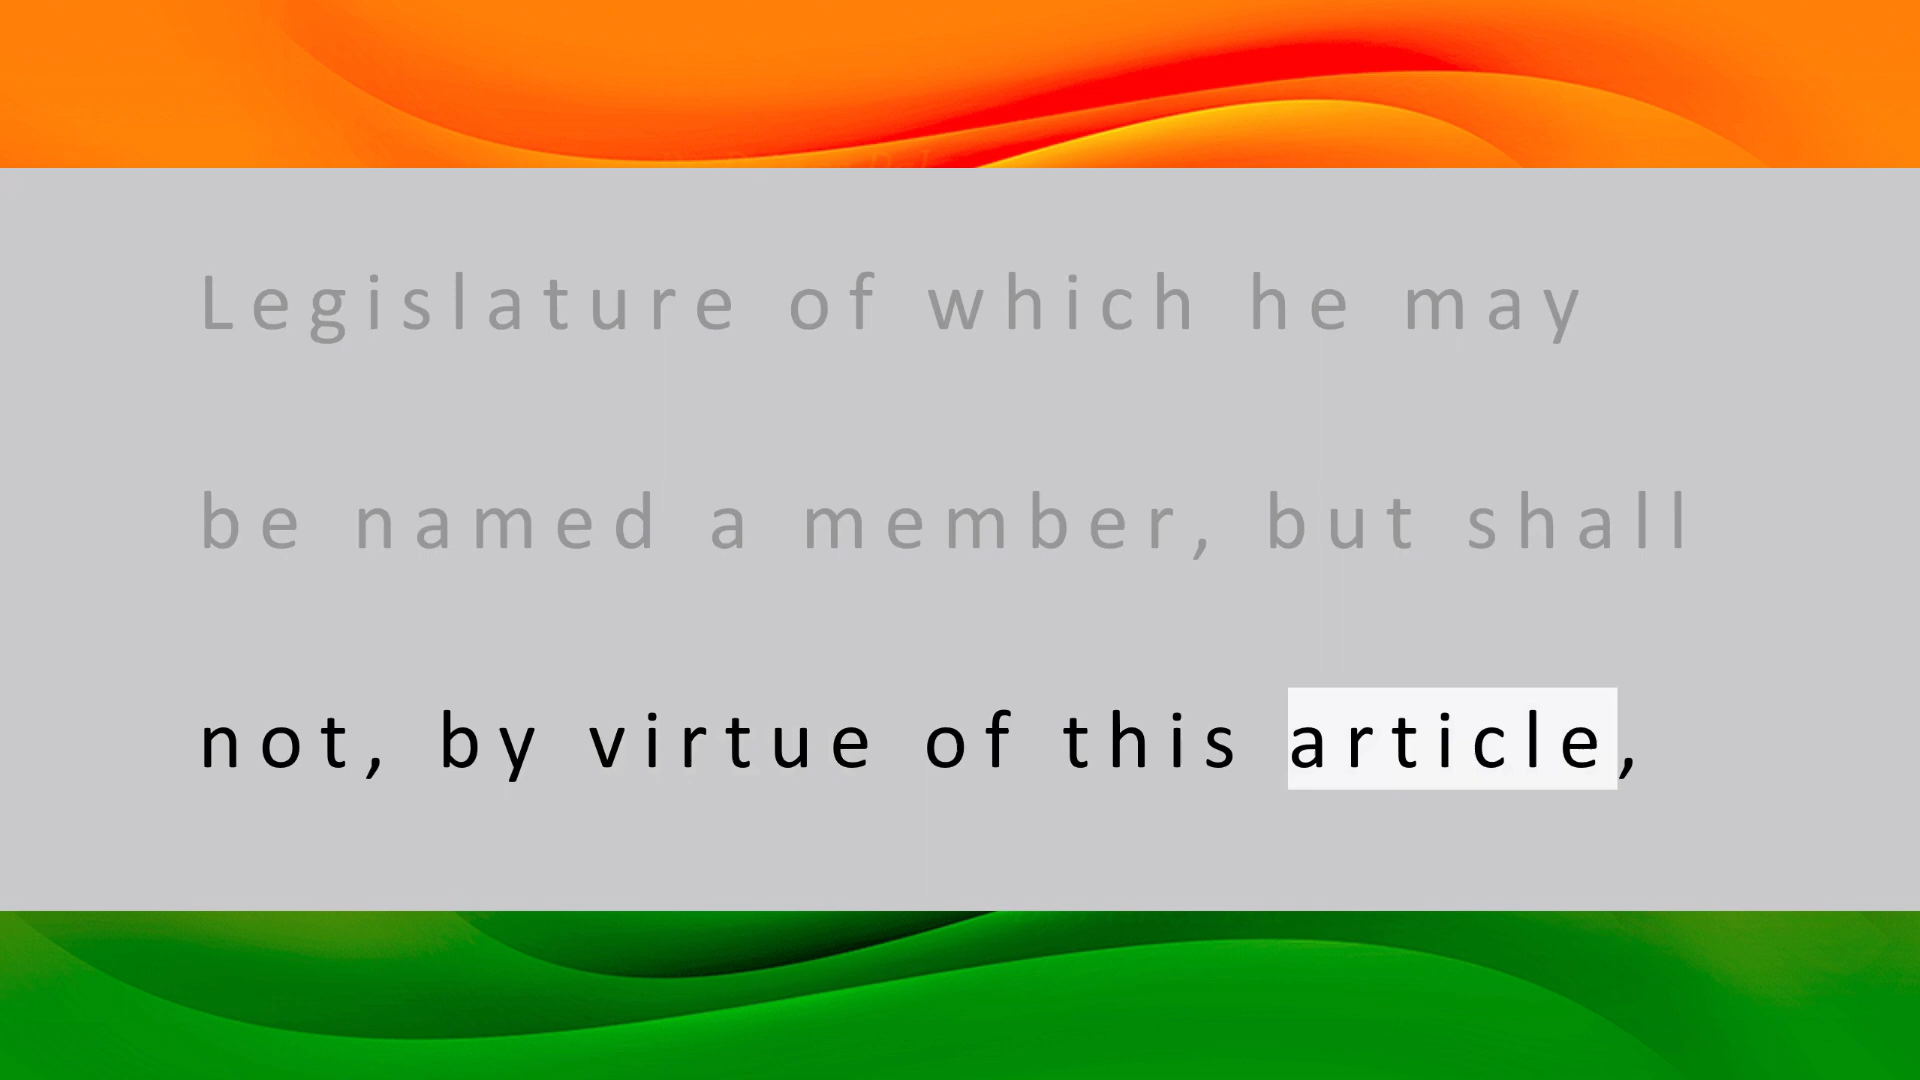 Legislature of which he may
be named a member, but shall
not, by virtue of this article,